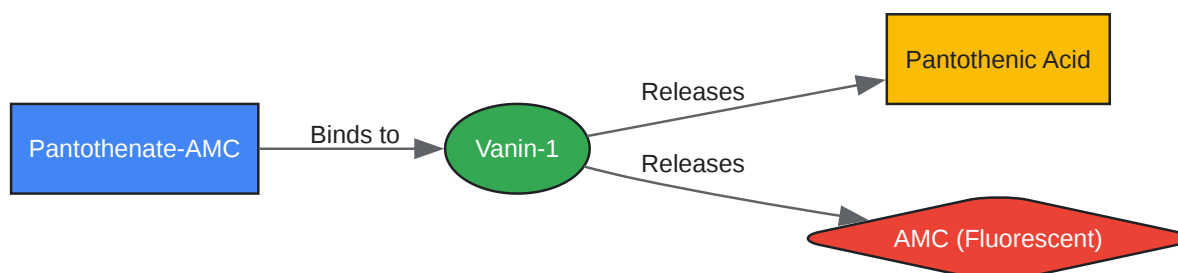 Pantothenate-AMC
Binds to
Vanin-1
Releases
Pantothenic Acid
Releases
AMC (Fluorescent)